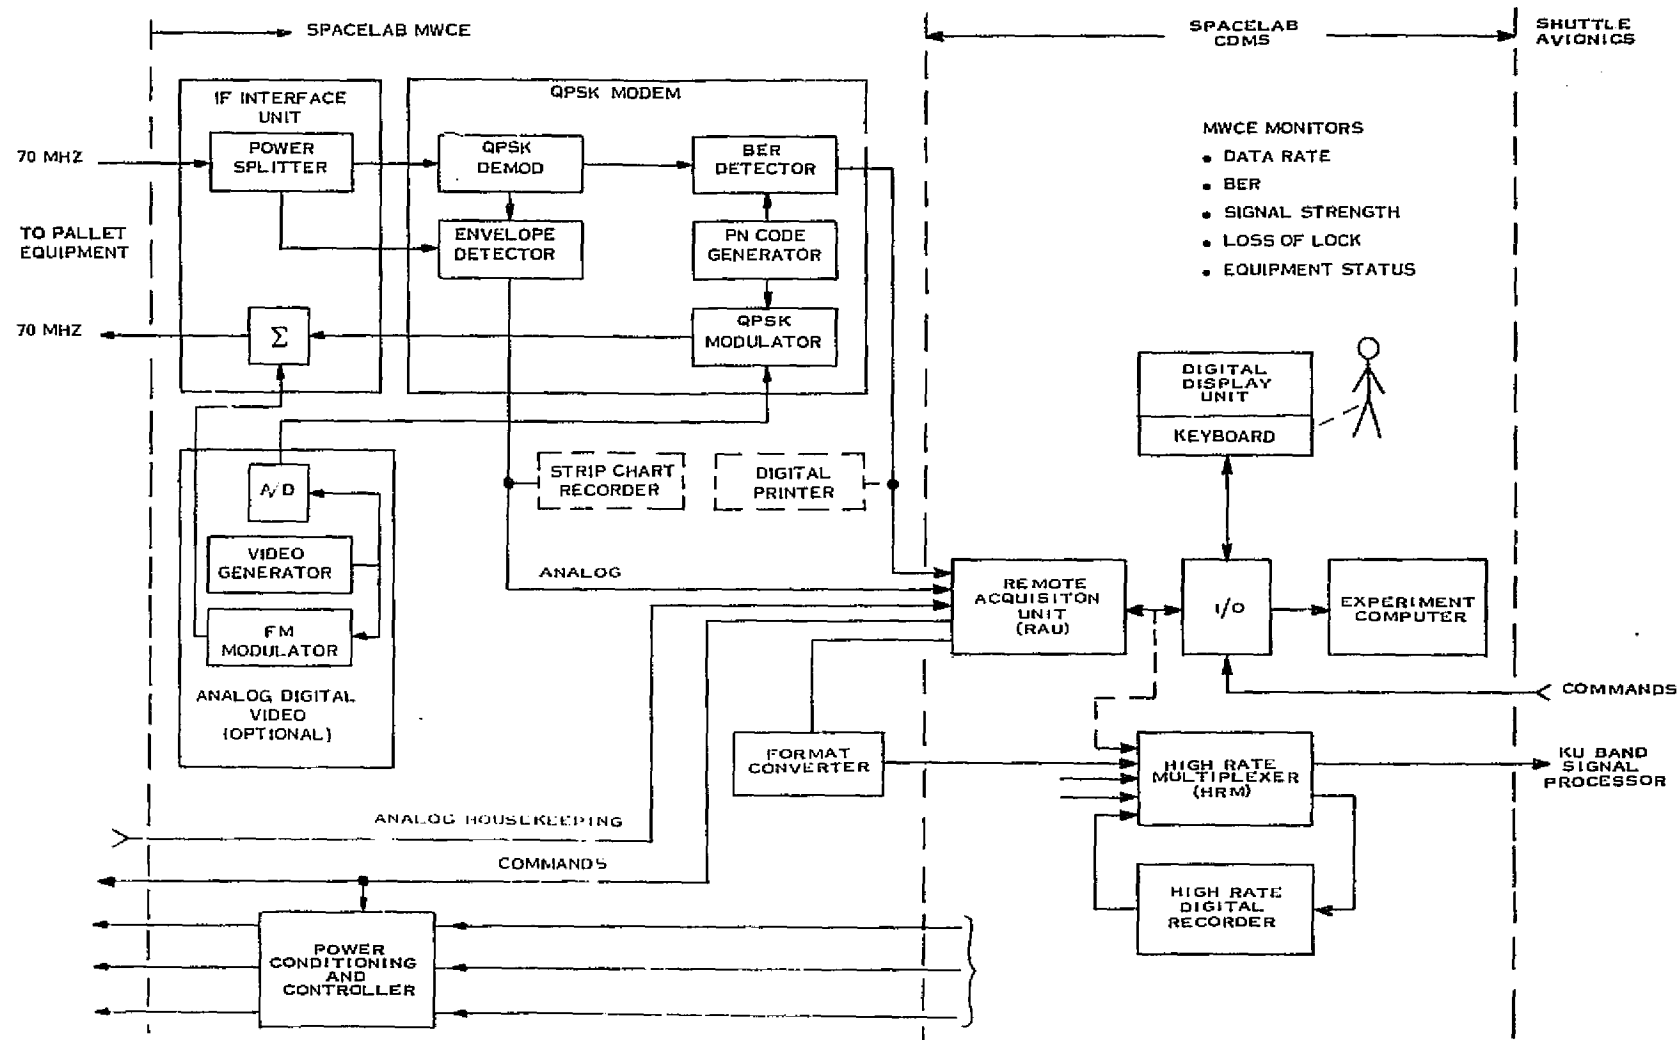 SPACELAB MWCE
SPACELAB
CDMS
SHUTTLE
AVIONICS
IF INTERFACE
UNIT
QPSK MODEM
70 MHZ
POWER
SPLITTER
QPSK
DEMOD
BER
DETECTOR
MWCE MONITORS
• DATA RATE
• BER
• SIGNAL STRENGTH
• LOSS OF LOCK
• EQUIPMENT STATUS
TO PALLET
EQUIPMENT
ENVELOPE
DETECTOR
PN CODE
GENERATOR
70 MHZ
Σ
QPSK
MODULATOR
DIGITAL
DISPLAY
UNIT
KEYBOARD
A/D
STRIP CHART
RECORDER
DIGITAL
PRINTER
VIDEO
GENERATOR
ANALOG
REMOTE
ACQUISITON
UNIT
(RAU)
I/O
EXPERIMENT
COMPUTER
FM
MODULATOR
ANALOG DIGITAL
VIDEO
(OPTIONAL)
COMMANDS
FORMAT
CONVERTER
HIGH RATE
MULTIPLEXER
(HRM)
KU BAND
SIGNAL
PROCESSOR
ANALOG HOUSEKEEPING
COMMANDS
HIGH RATE
DIGITAL
RECORDER
POWER
CONDITIONING
AND
CONTROLLER